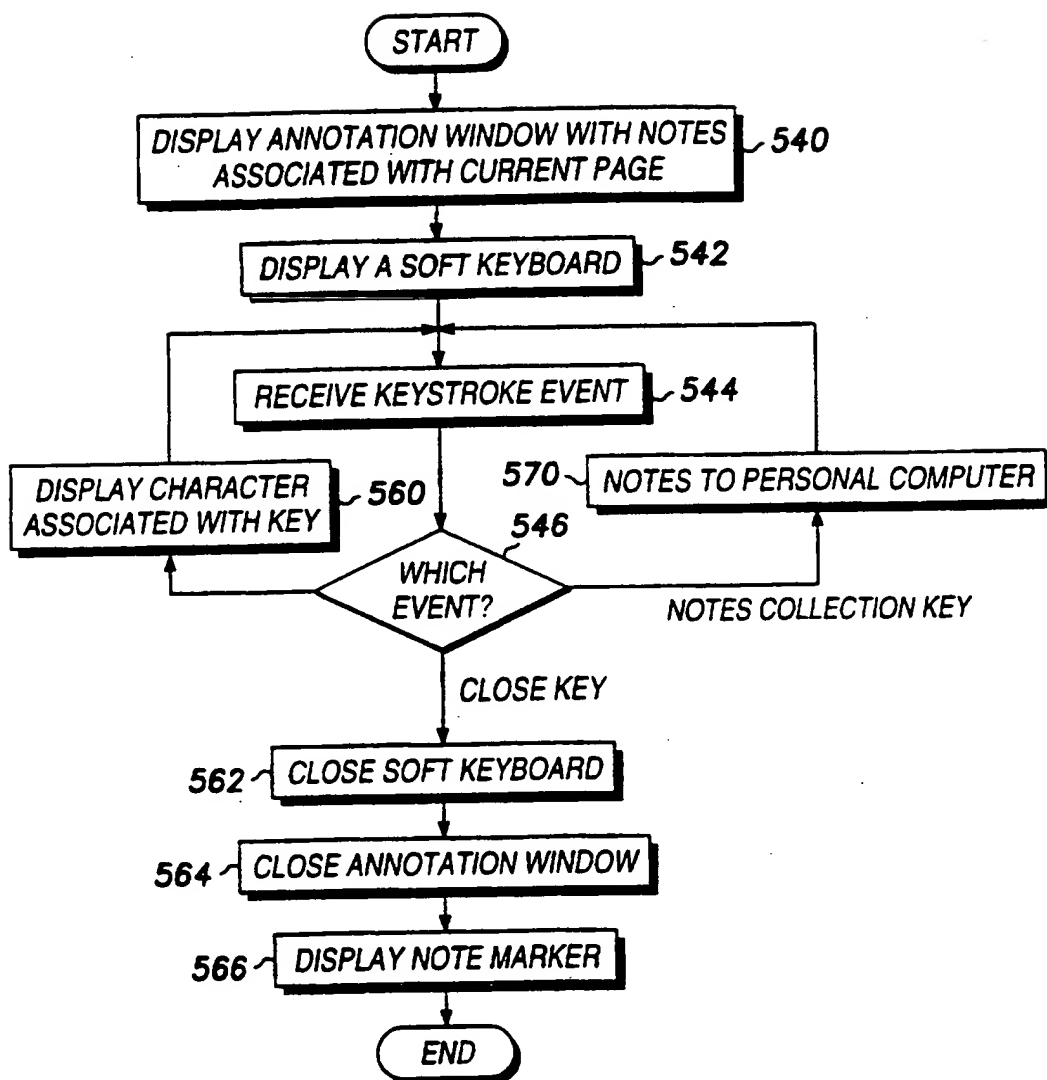 START
DISPLAY ANNOTATION WINDOW WITH NOTES
ASSOCIATED WITH CURRENT PAGE
540
DISPLAY A SOFT KEYBOARD
542
RECEIVE KEYSTROKE EVENT
544
DISPLAY CHARACTER
ASSOCIATED WITH KEY
560
570
NOTES TO PERSONAL COMPUTER
546
WHICH
EVENT?
NOTES COLLECTION KEY
CLOSE KEY
562
CLOSE SOFT KEYBOARD
564
CLOSE ANNOTATION WINDOW
566
DISPLAY NOTE MARKER
END